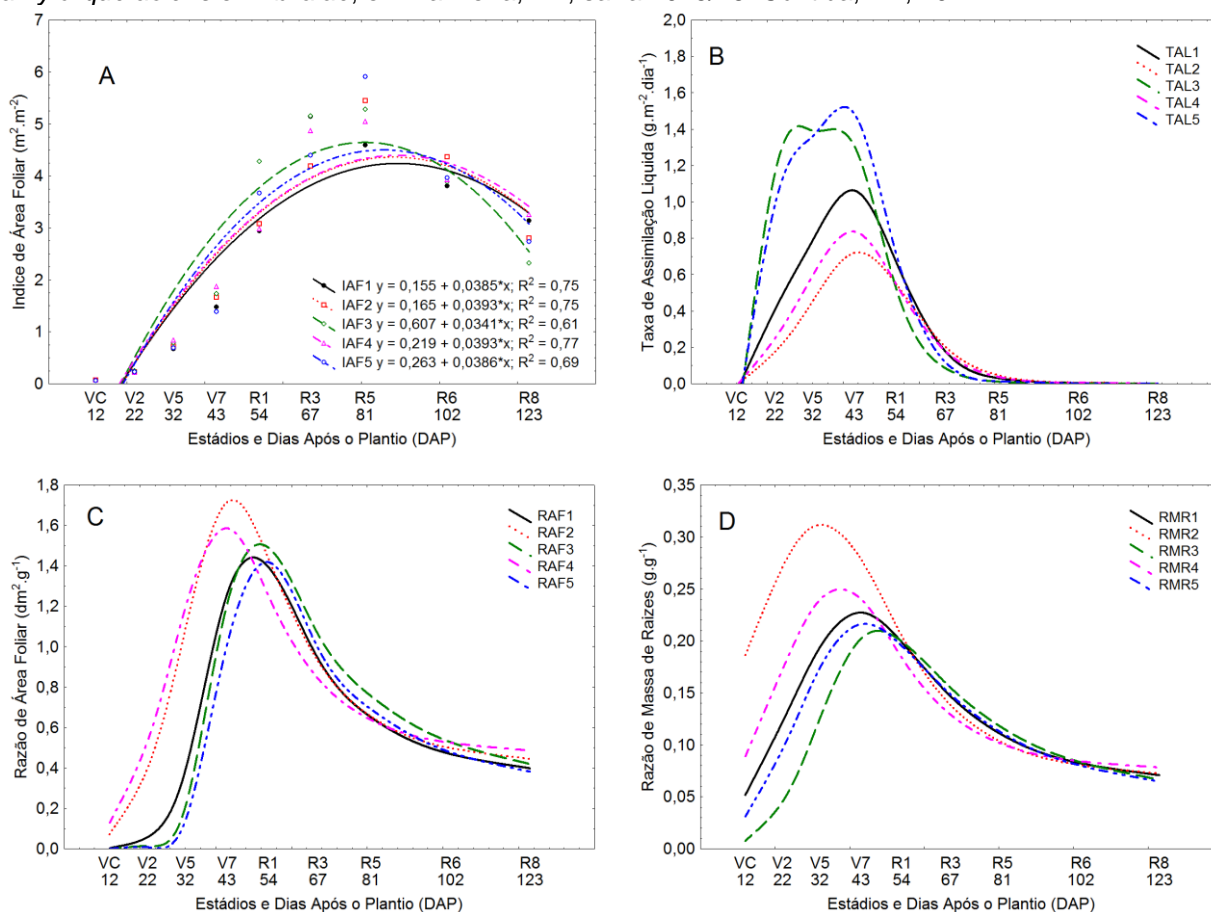 A
Indice de Área Foliar (m².m⁻²)
7
6
5
4
3
2
1
0
IAF1 y = 0,155 + 0,0385*x; R² = 0,75
IAF2 y = 0,165 + 0,0393*x; R² = 0,75
IAF3 y = 0,607 + 0,0341*x; R² = 0,61
IAF4 y = 0,219 + 0,0393*x; R² = 0,77
IAF5 y = 0,263 + 0,0386*x; R² = 0,69
VC V2 V5 V7 R1 R3 R5 R6 R8
12 22 32 43 54 67 81 102 123
Estádios e Dias Após o Plantio (DAP)
B
Taxa de Assimilação Liquida (g.m⁻².dia⁻¹)
2,0
1,8
1,6
1,4
1,2
1,0
0,8
0,6
0,4
0,2
0,0
TAL1
TAL2
TAL3
TAL4
TAL5
VC V2 V5 V7 R1 R3 R5 R6 R8
12 22 32 43 54 67 81 102 123
Estádios e Dias Após o Plantio (DAP)
C
Razão de Área Foliar (dm².g⁻¹)
1,8
1,6
1,4
1,2
1,0
0,8
0,6
0,4
0,2
0,0
RAF1
RAF2
RAF3
RAF4
RAF5
VC V2 V5 V7 R1 R3 R5 R6 R8
12 22 32 43 54 67 81 102 123
Estádios e Dias Após o Plantio (DAP)
D
Razão de Massa de Raizes (g.g⁻¹)
0,35
0,30
0,25
0,20
0,15
0,10
0,05
0,00
RMR1
RMR2
RMR3
RMR4
RMR5
VC V2 V5 V7 R1 R3 R5 R6 R8
12 22 32 43 54 67 81 102 123
Estádios e Dias Após o Plantio (DAP)